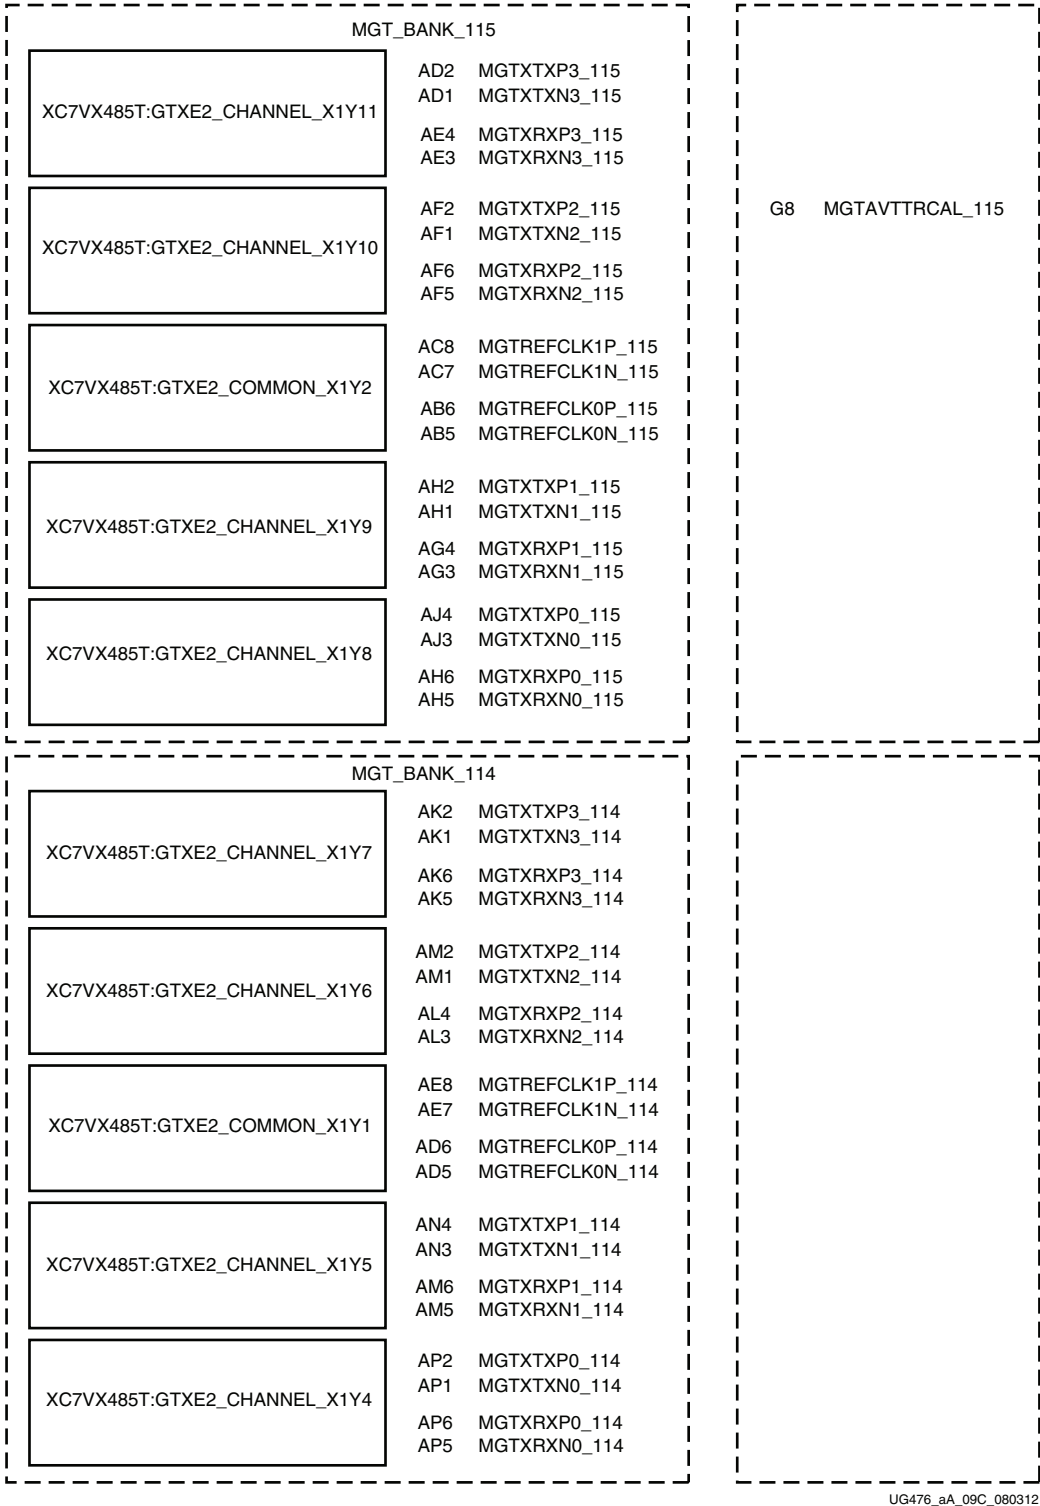 MGT_BANK_115
XC7VX485T:GTXE2_CHANNEL_X1Y11
AD2 MGTXTXP3_115
AD1 MGTXTXN3_115
AE4 MGTXRXP3_115
AE3 MGTXRXN3_115
XC7VX485T:GTXE2_CHANNEL_X1Y10
AF2 MGTXTXP2_115
AF1 MGTXTXN2_115
AF6 MGTXRXP2_115
AF5 MGTXRXN2_115
XC7VX485T:GTXE2_COMMON_X1Y2
AC8 MGTREFCLK1P_115
AC7 MGTREFCLK1N_115
AB6 MGTREFCLK0P_115
AB5 MGTREFCLK0N_115
XC7VX485T:GTXE2_CHANNEL_X1Y9
AH2 MGTXTXP1_115
AH1 MGTXTXN1_115
AG4 MGTXRXP1_115
AG3 MGTXRXN1_115
XC7VX485T:GTXE2_CHANNEL_X1Y8
AJ4 MGTXTXP0_115
AJ3 MGTXTXN0_115
AH6 MGTXRXP0_115
AH5 MGTXRXN0_115
G8 MGTAVTTRCAL_115
MGT_BANK_114
XC7VX485T:GTXE2_CHANNEL_X1Y7
AK2 MGTXTXP3_114
AK1 MGTXTXN3_114
AK6 MGTXRXP3_114
AK5 MGTXRXN3_114
XC7VX485T:GTXE2_CHANNEL_X1Y6
AM2 MGTXTXP2_114
AM1 MGTXTXN2_114
AL4 MGTXRXP2_114
AL3 MGTXRXN2_114
XC7VX485T:GTXE2_COMMON_X1Y1
AE8 MGTREFCLK1P_114
AE7 MGTREFCLK1N_114
AD6 MGTREFCLK0P_114
AD5 MGTREFCLK0N_114
XC7VX485T:GTXE2_CHANNEL_X1Y5
AN4 MGTXTXP1_114
AN3 MGTXTXN1_114
AM6 MGTXRXP1_114
AM5 MGTXRXN1_114
XC7VX485T:GTXE2_CHANNEL_X1Y4
AP2 MGTXTXP0_114
AP1 MGTXTXN0_114
AP6 MGTXRXP0_114
AP5 MGTXRXN0_114
UG476_aA_09C_080312